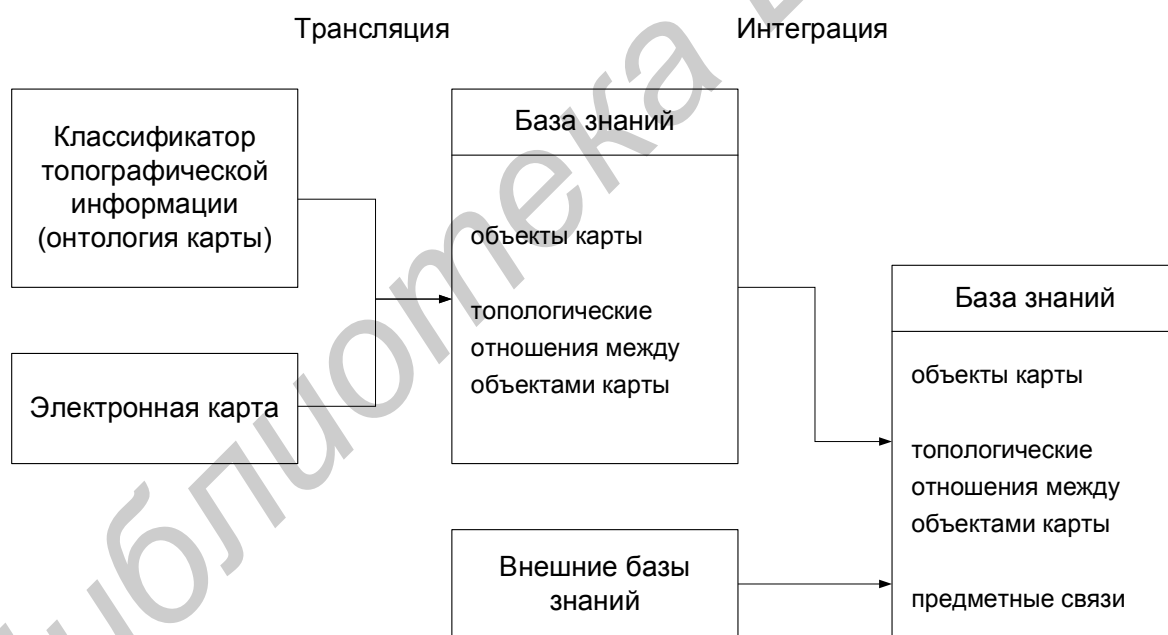 Трансляция
Интеграция
Классификатор
топографической
информации
(онтология карты)
Электронная карта
База знаний
объекты карты
топологические
отношения между
объектами карты
Внешние базы
знаний
База знаний
объекты карты
топологические
отношения между
объектами карты
предметные связи